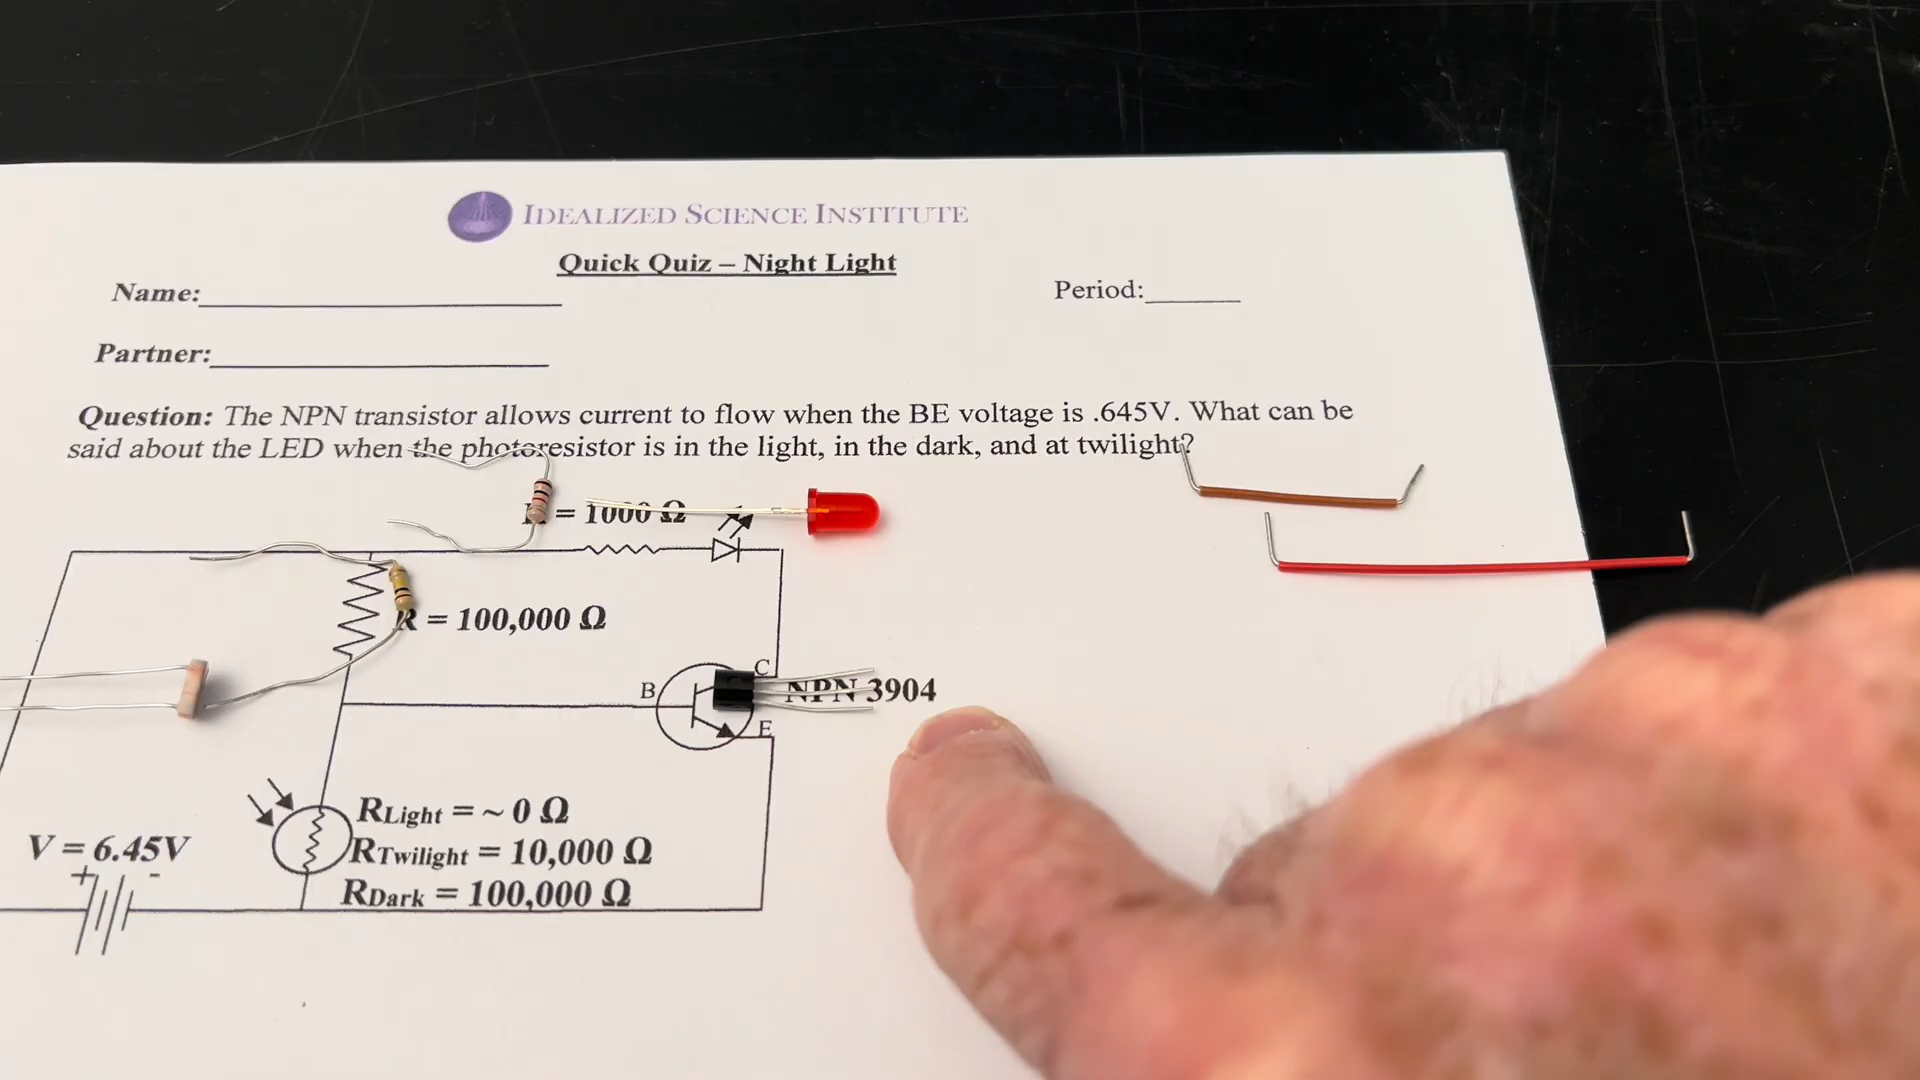 IDEALIZED SCIENCE INSTITUTE
Quick Quiz – Night Light
Name:
Period:
Partner:
Question: The NPN transistor allows current to flow when the BE voltage is .645V. What can be
said about the LED when the photoresistor is in the light, in the dark, and at twilight?
= 1000 Ω
R = 100,000 Ω
C
B
NPN 3904
E
RLight = ~ 0 Ω
V = 6.45V
RTwilight = 10,000 Ω
+ -
RDark = 100,000 Ω